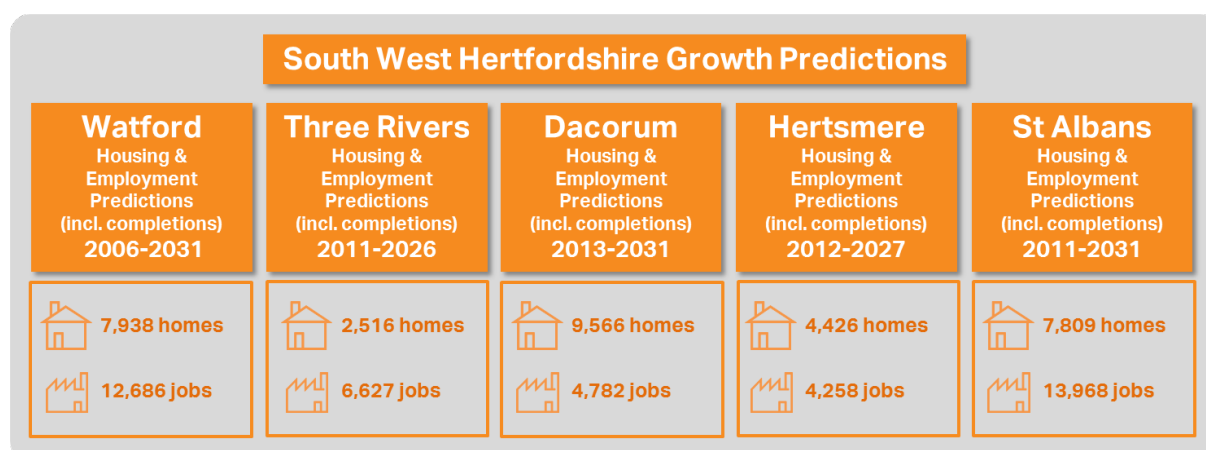 South West Hertfordshire Growth Predictions
Watford
Housing &
Employment
Predictions
(incl. completions)
2006-2031
7,938 homes
12,686 jobs
Three Rivers
Housing &
Employment
Predictions
(incl. completions)
2011-2026
2,516 homes
6,627 jobs
Dacorum
Housing &
Employment
Predictions
(incl. completions)
2013-2031
9,566 homes
4,782 jobs
Hertsmere
Housing &
Employment
Predictions
(incl. completions)
2012-2027
4,426 homes
4,258 jobs
St Albans
Housing &
Employment
Predictions
(incl. completions)
2011-2031
7,809 homes
13,968 jobs